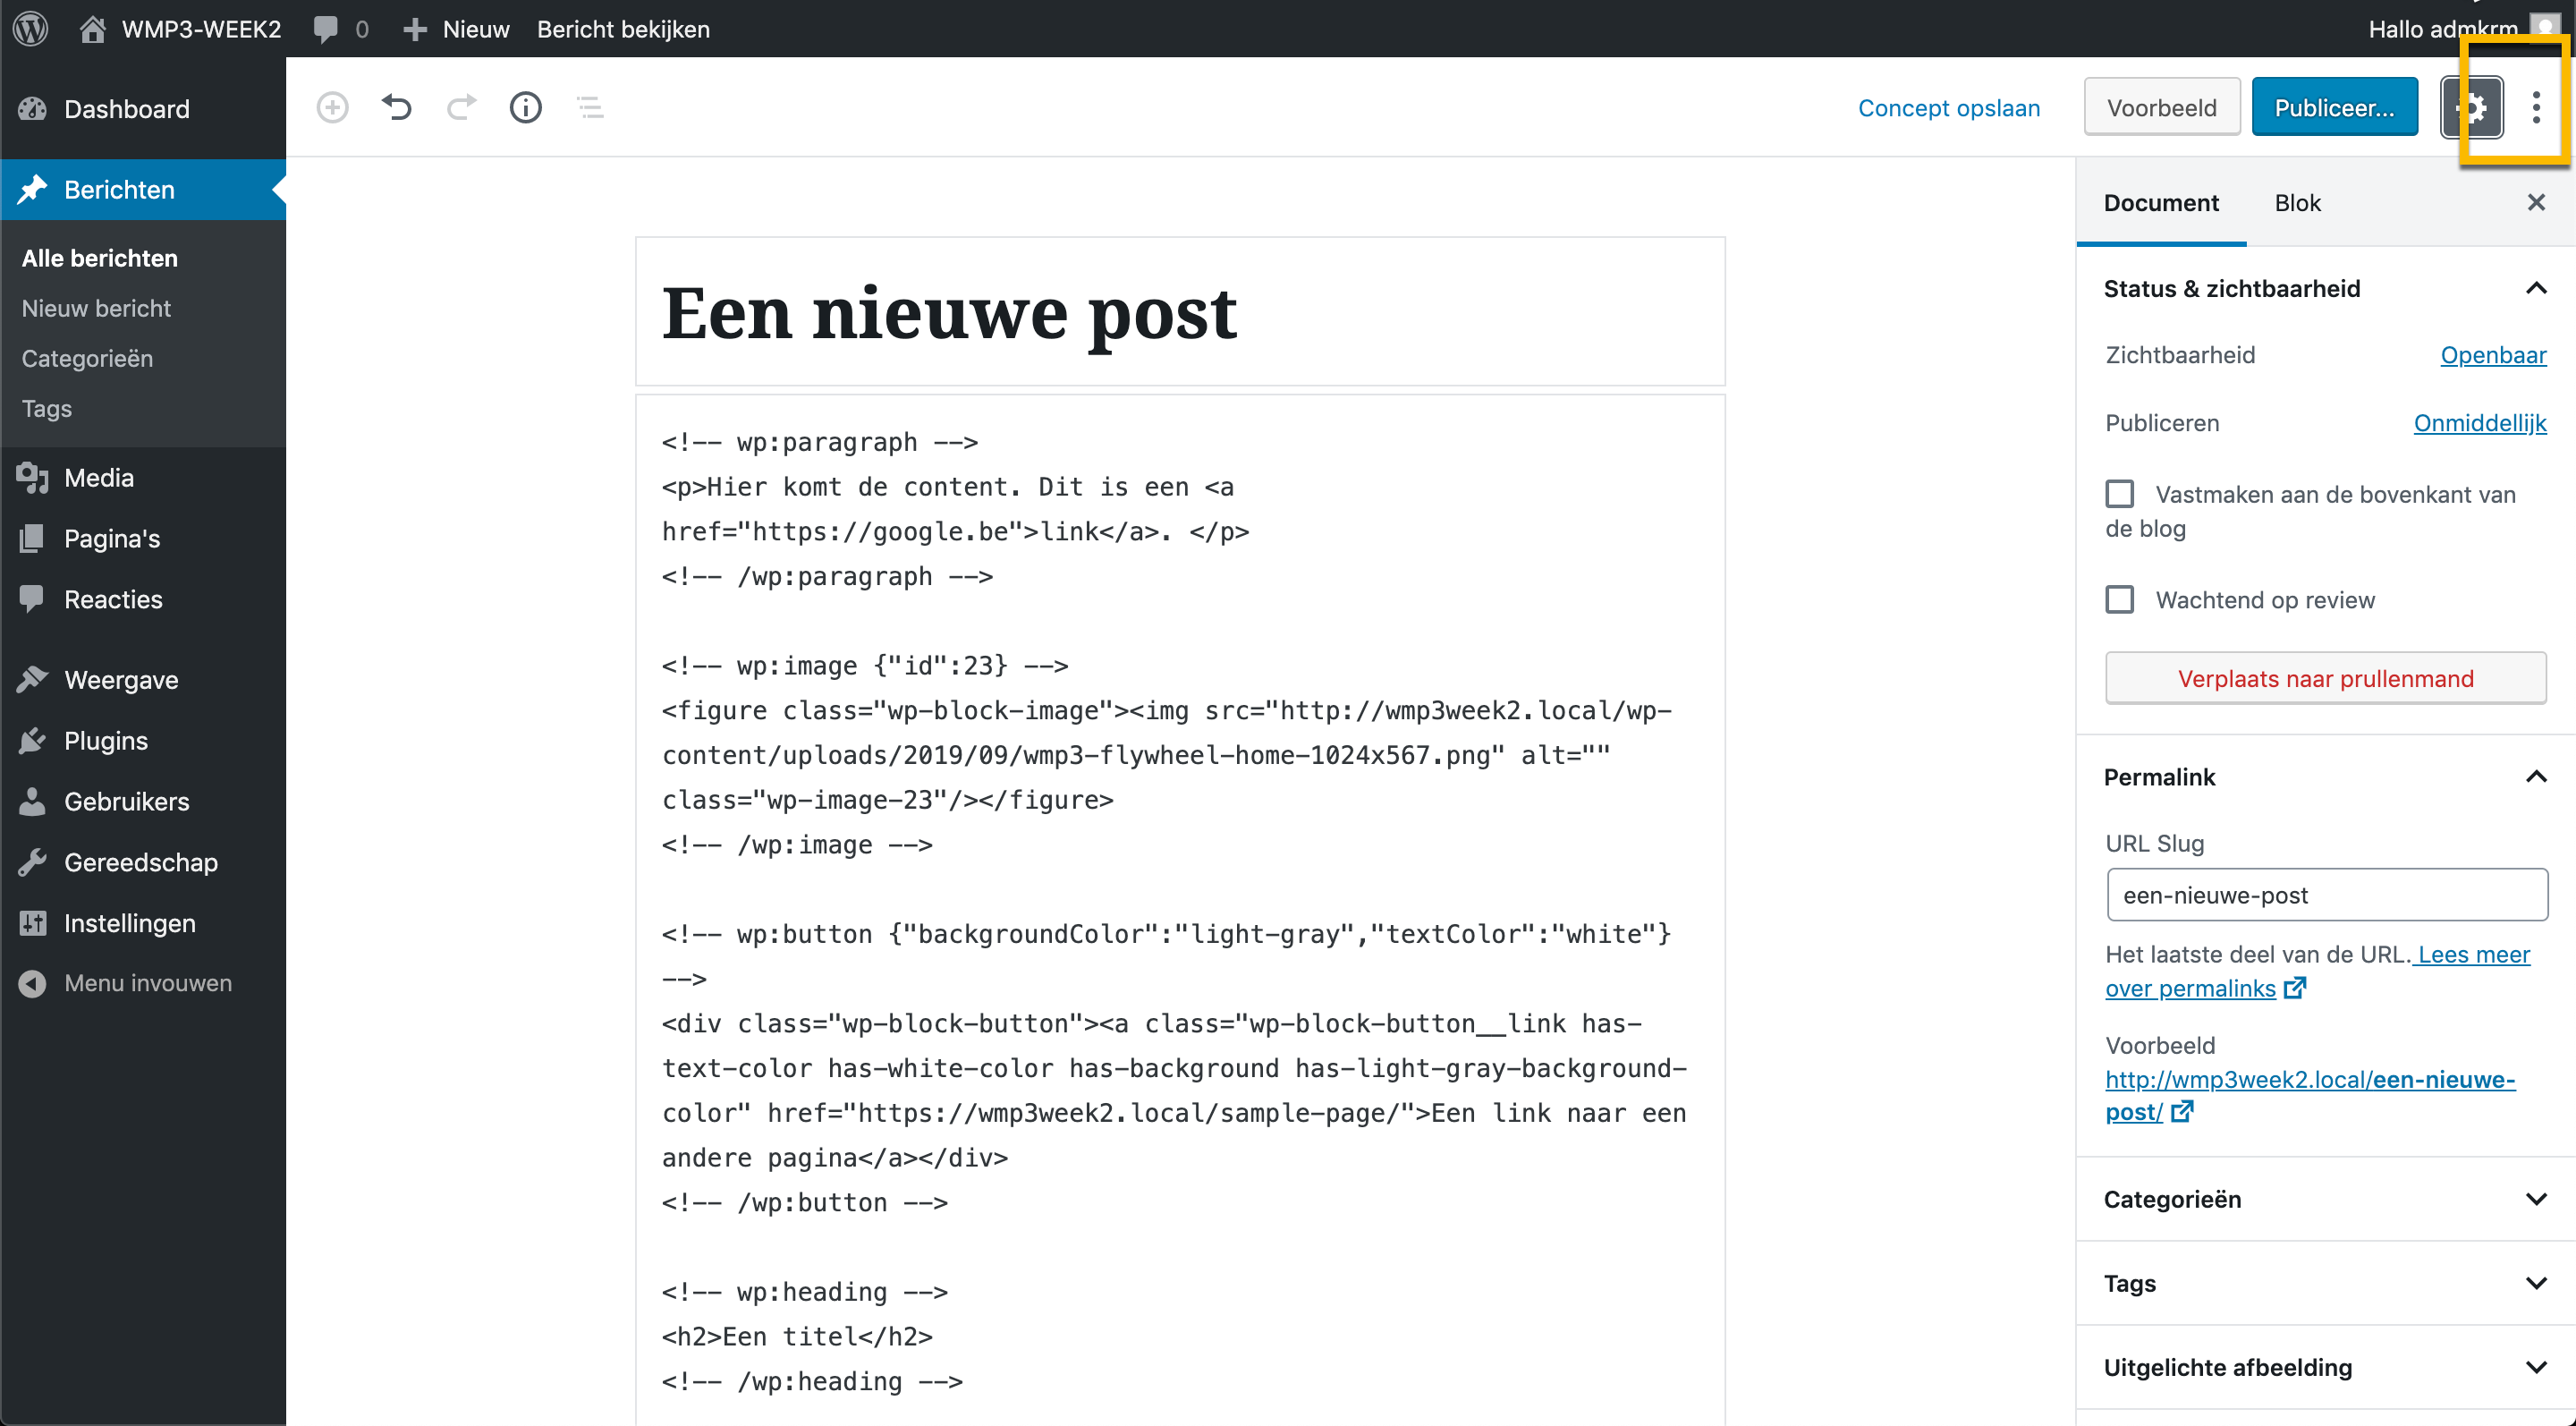 WMP3-WEEK2 0 Nieuw Bericht bekijken
Hallo admkrm
Dashboard
Berichten
Alle berichten
Nieuw bericht
Categorieën
Tags
Media
Pagina's
Reacties
Weergave
Plugins
Gebruikers
Gereedschap
Instellingen
Menu invouwen
Concept opslaan Voorbeeld Publiceer...
Een nieuwe post
<!-- wp:paragraph -->
<p>Hier komt de content. Dit is een <a
href="https://google.be">link</a>. </p>
<!-- /wp:paragraph -->
<!-- wp:image {"id":23} -->
<figure class="wp-block-image"><img src="http://wmp3week2.local/wp-
content/uploads/2019/09/wmp3-flywheel-home-1024x567.png" alt=""
class="wp-image-23"/></figure>
<!-- /wp:image -->
<!-- wp:button {"backgroundColor":"light-gray","textColor":"white"}
-->
<div class="wp-block-button"><a class="wp-block-button__link has-
text-color has-white-color has-background has-light-gray-background-
color" href="https://wmp3week2.local/sample-page/">Een link naar een
andere pagina</a></div>
<!-- /wp:button -->
<!-- wp:heading -->
<h2>Een titel</h2>
<!-- /wp:heading -->
Document Blok
Status & zichtbaarheid
Zichtbaarheid Openbaar
Publiceren Onmiddellijk
Vastmaken aan de bovenkant van
de blog
Wachtend op review
Verplaats naar prullenmand
Permalink
URL Slug
een-nieuwe-post
Het laatste deel van de URL. Lees meer
over permalinks
Voorbeeld
http://wmp3week2.local/een-nieuwe-
post/
Categorieën
Tags
Uitgelichte afbeelding